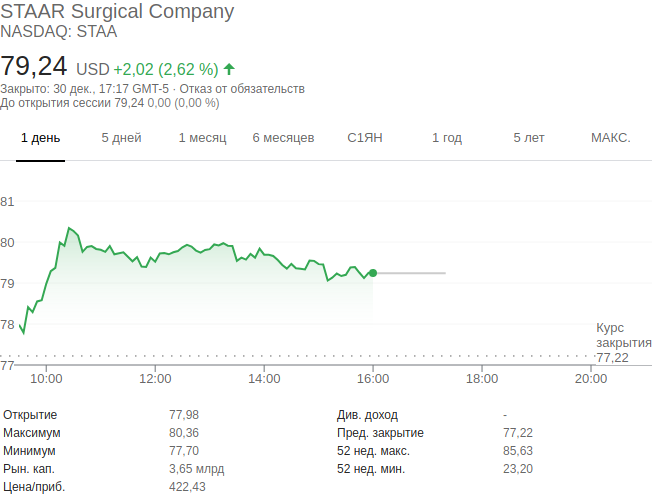 STAAR Surgical Company
NASDAQ: STAA
79,24 USD +2,02 (2,62 %)
Закрыто: 30 дек., 17:17 GMT-5 · Отказ от обязательств
До открытия сессии 79,24 0,00 (0,00 %)
1 день 5 дней 1 месяц 6 месяцев С1ЯН 1 год 5 лет МАКС.
81
80
79
78
Курс
закрытия
77,22
77
10:00 12:00 14:00 16:00 18:00 20:00
Открытие 77,98 Див. доход -
Максимум 80,36 Пред. закрытие 77,22
Минимум 77,70 52 нед. макс. 85,63
Рын. кап. 3,65 млрд 52 нед. мин. 23,20
Цена/приб. 422,43